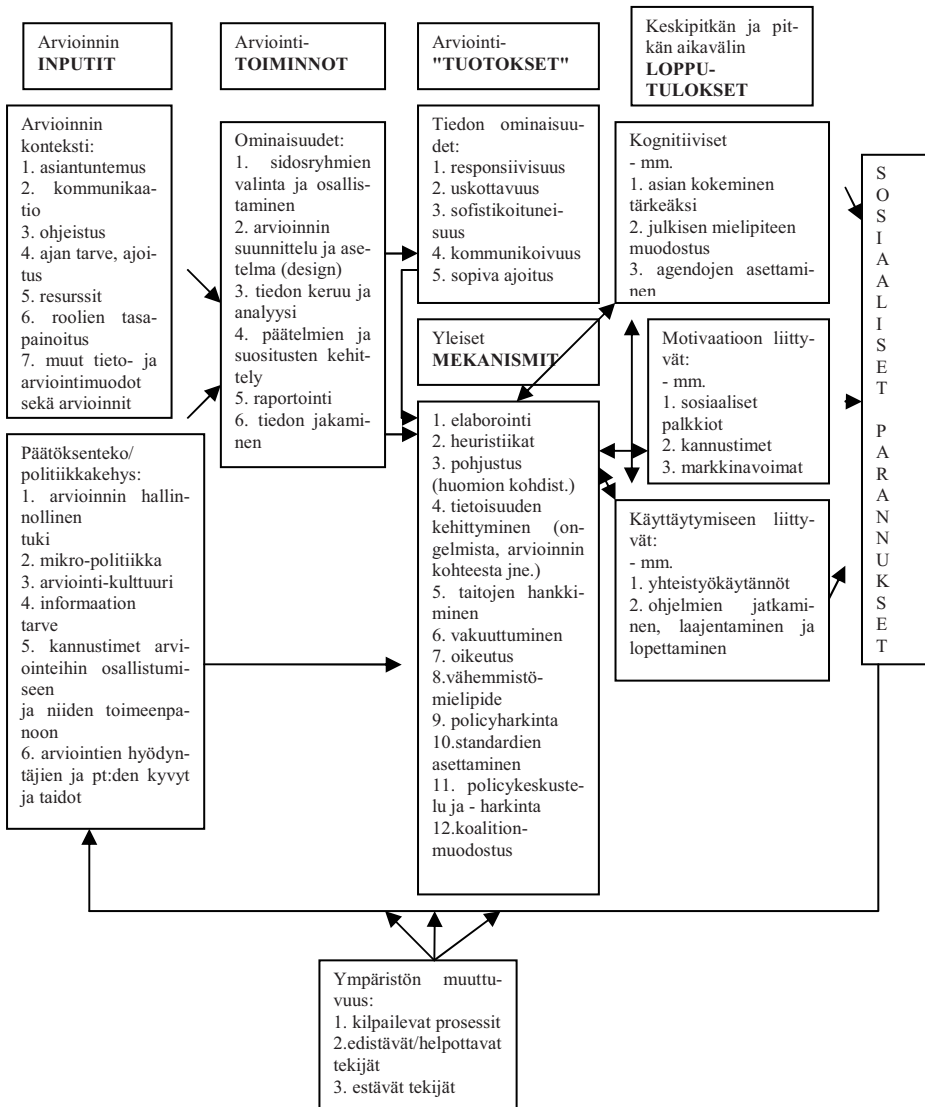 Arvioinnin
INPUTIT
Arviointi-
TOIMINNOT
Arviointi-
"TUOTOKSET"
Keskipitkän ja pit-
kän aikavälin
LOPPU-
TULOKSET
Arvioinnin
konteksti:
1. asiantuntemus
2. kommunikaa-
tio
3. ohjeistus
4. ajan tarve, ajoi-
tus
5. resurssit
6. roolien tasa-
painoitus
7. muut tieto- ja
arviointimuodot
sekä arvioinnit
Päätöksenteko/
politiikkakehys:
1. arvioinnin hallin-
nollinen
tuki
2. mikro-politiikka
3. arviointi-kulttuuri
4. informaation
tarve
5. kannustimet arvi-
ointeihin osallistumi-
seen
ja niiden toimeenpa-
noon
6. arviointien hyödyn-
täjien ja pt:den kyvyt
ja taidot
Ominaisuudet:
1. sidosryhmien
valinta ja osallis-
taminen
2. arvioinnin
suunnittelu ja ase-
telma (design)
3. tiedon keruu ja
analyysi
4. päätelmien ja
suositusten kehit-
tely
5. raportointi
6. tiedon jakami-
nen
Tiedon ominaisuu-
det:
1. responsiivisuus
2. uskottavuus
3. sofistikoitunei-
suus
4. kommunikoivuus
5. sopiva ajoitus
Yleiset
MEKANISMIT
1. elaborointi
2. heuristiikat
3. pohjustus
(huomion kohdist.)
4. tietoisuuden
kehittyminen (on-
gelmista, arvioinnin
kohteesta jne.)
5. taitojen hankki-
minen
6. vakuuttuminen
7. oikeutus
8.vähemmistö-
mielipide
9. policyharkinta
10.standardien
asettaminen
11. policykeskuste-
lu ja - harkinta
12.koalition-
muodostus
Kognitiiviset
- mm.
1. asian kokeminen
tärkeäksi
2. julkisen mielipiteen
muodostus
3. agendojen asettami-
nen
Motivaatioon liitty-
vät:
- mm.
1. sosiaaliset
palkkiot
2. kannustimet
3. markkinavoimat
Käyttäytymiseen liitty-
vät:
- mm.
1. yhteistyökäytännöt
2. ohjelmien jatkami-
nen, laajentaminen ja
lopettaminen
S
O
S
I
A
A
L
I
S
E
T
P
A
R
A
N
N
U
K
S
E
T
Ympäristön muuttu-
vuus:
1. kilpailevat prosessit
2.edistävät/helpottavat
tekijät
3. estävät tekijät